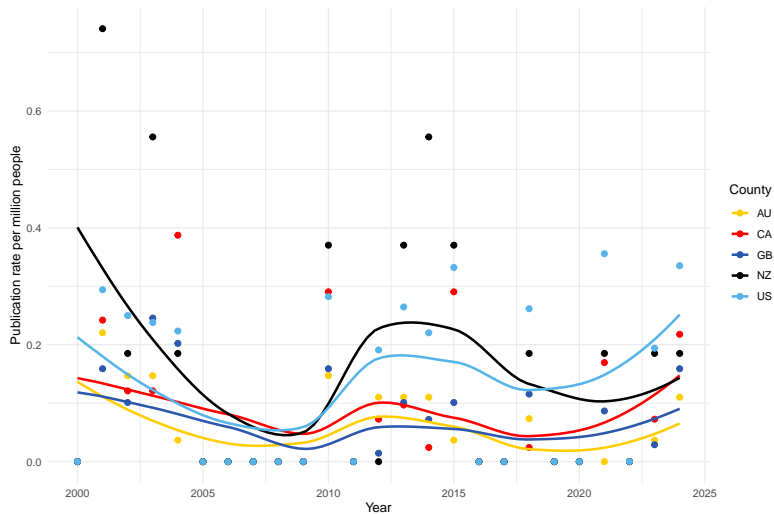 Publication rate per million people
0.6
0.4
0.2
0.0
2000 2005 2010 2015 2020 2025
Year
County
AU
CA
GB
NZ
US